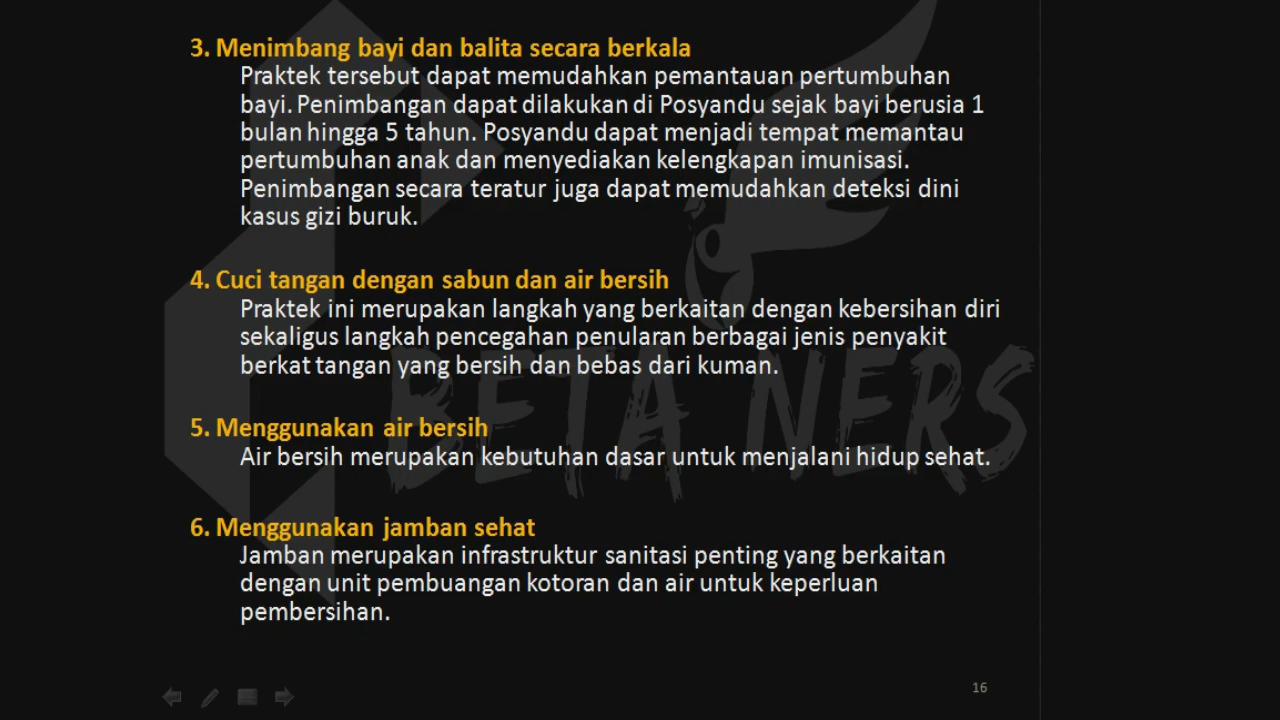 3. Menimbang bayi dan balita secara berkala
Praktek tersebut dapat memudahkan pemantauan pertumbuhan
bayi. Penimbangan dapat dilakukan di Posyandu sejak bayi berusia 1
bulan hingga 5 tahun. Posyandu dapat menjadi tempat memantau
pertumbuhan anak dan menyediakan kelengkapan imunisasi.
Penimbangan secara teratur juga dapat memudahkan deteksi dini
kasus gizi buruk.
4. Cuci tangan dengan sabun dan air bersih
Praktek ini merupakan langkah yang berkaitan dengan kebersihan diri
sekaligus langkah pencegahan penularan berbagai jenis penyakit
berkat tangan yang bersih dan bebas dari kuman.
BETA NERS
5. Menggunakan air bersih
Air bersih merupakan kebutuhan dasar untuk menjalani hidup sehat.
6. Menggunakan jamban sehat
Jamban merupakan infrastruktur sanitasi penting yang berkaitan
dengan unit pembuangan kotoran dan air untuk keperluan
pembersihan.
16